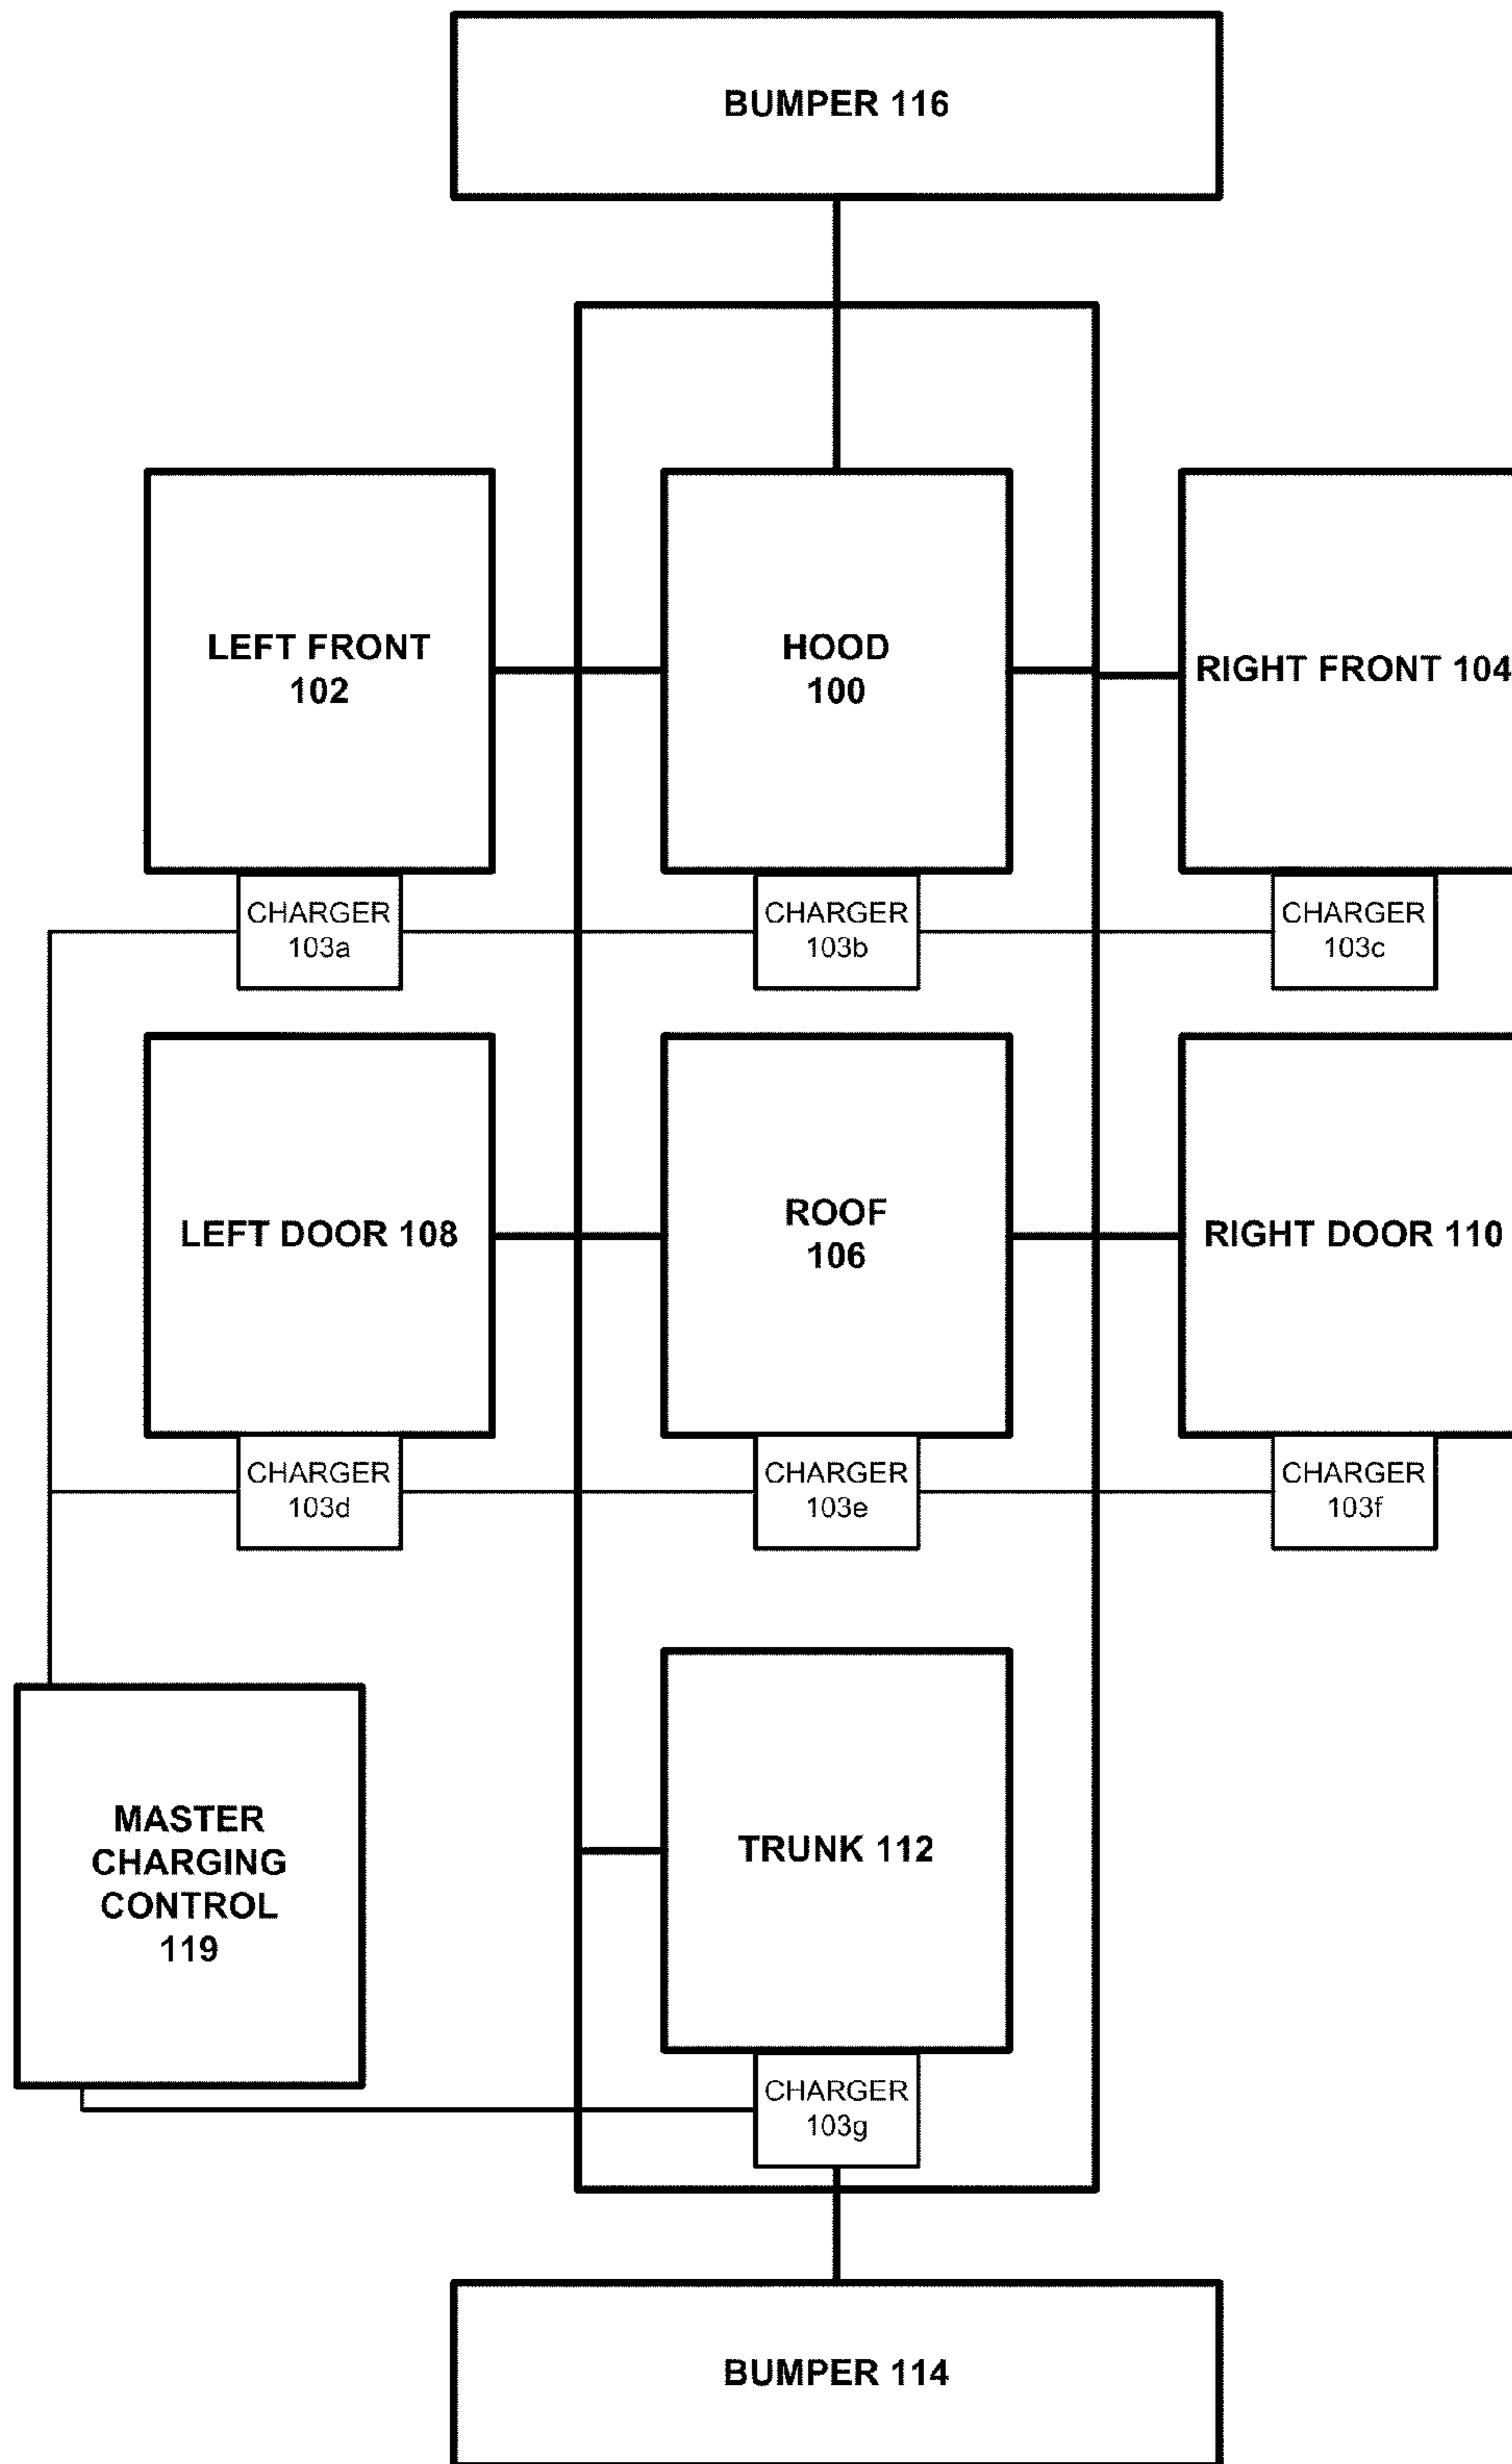 BUMPER 116
LEFT FRONT
102
HOOD
100
RIGHT FRONT 104
CHARGER
103a
CHARGER
103b
CHARGER
103c
LEFT DOOR 108
ROOF
106
RIGHT DOOR 110
CHARGER
103d
CHARGER
103e
CHARGER
103f
MASTER
CHARGING
CONTROL
119
TRUNK 112
CHARGER
103g
BUMPER 114